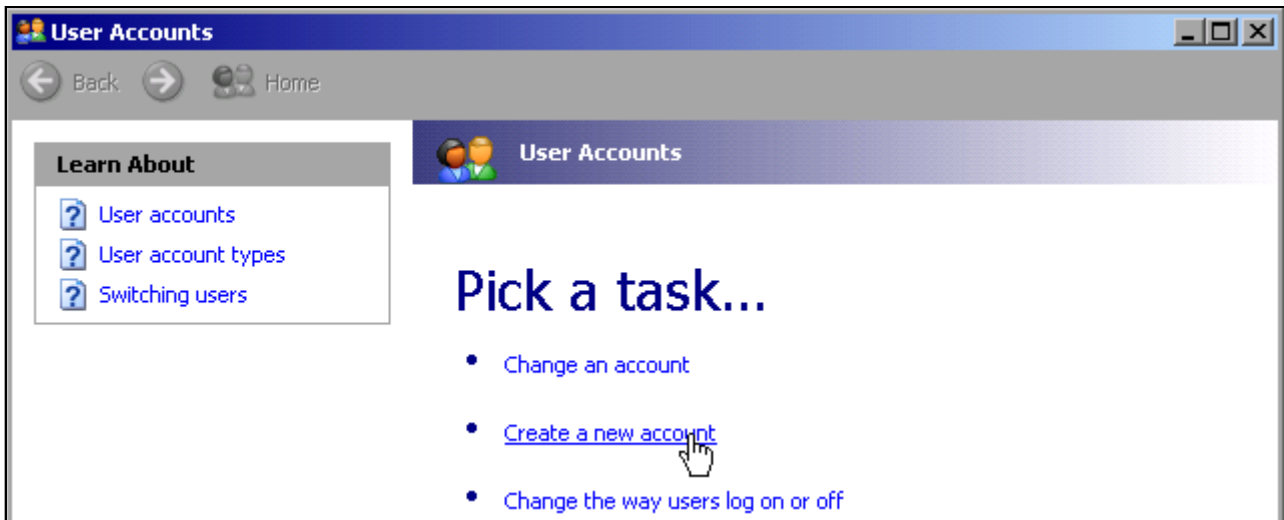 User Accounts
Back Home
Learn About
User accounts
User account types
Switching users
User Accounts
Pick a task...
Change an account
Create a new account
Change the way users log on or off